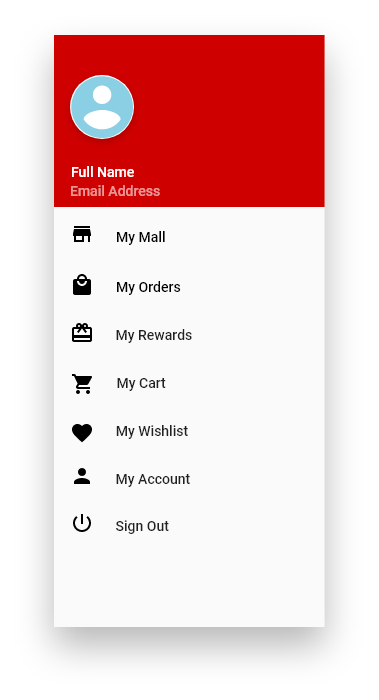 Full Name
Email Address
My Mall
My Orders
My Rewards
My Cart
My Wishlist
My Account
Sign Out